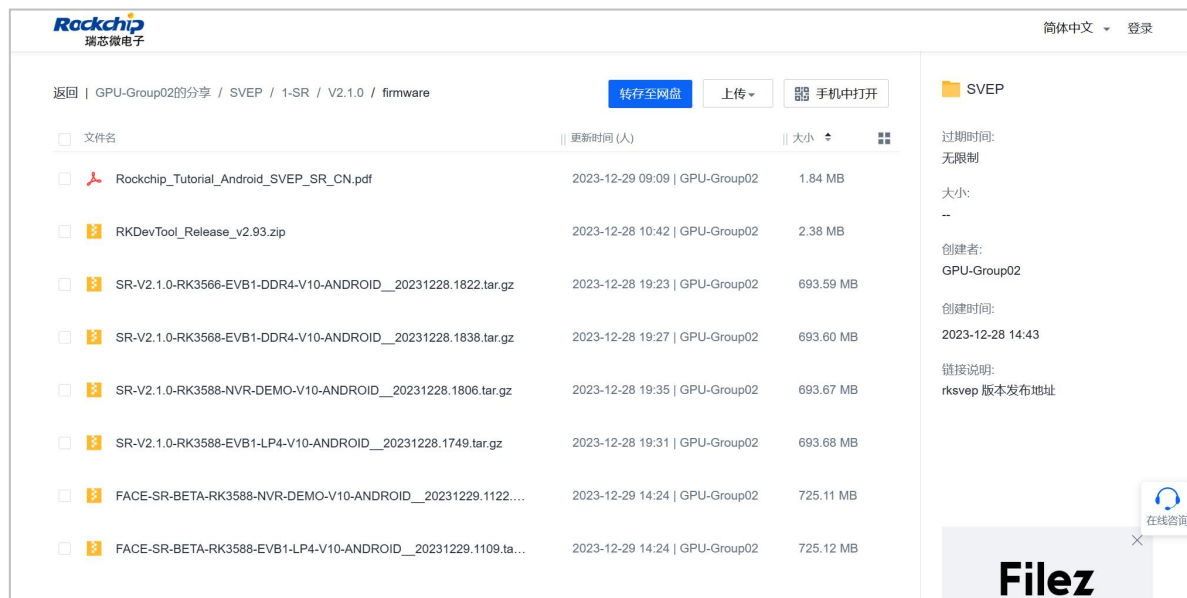 Rockchip
瑞芯微电子
简体中文 登录
返回 | GPU-Group02的分享 / SVEP / 1-SR / V2.1.0 / firmware
转存至网盘 上传 手机中打开
文件名 更新时间 (人) 大小
Rockchip_Tutorial_Android_SVEP_SR_CN.pdf 2023-12-29 09:09 | GPU-Group02 1.84 MB
RKDevTool_Release_v2.93.zip 2023-12-28 10:42 | GPU-Group02 2.38 MB
SR-V2.1.0-RK3566-EVB1-DDR4-V10-ANDROID__20231228.1822.tar.gz 2023-12-28 19:23 | GPU-Group02 693.59 MB
SR-V2.1.0-RK3568-EVB1-DDR4-V10-ANDROID__20231228.1838.tar.gz 2023-12-28 19:27 | GPU-Group02 693.60 MB
SR-V2.1.0-RK3588-NVR-DEMO-V10-ANDROID__20231228.1806.tar.gz 2023-12-28 19:35 | GPU-Group02 693.67 MB
SR-V2.1.0-RK3588-EVB1-LP4-V10-ANDROID__20231228.1749.tar.gz 2023-12-28 19:31 | GPU-Group02 693.68 MB
FACE-SR-BETA-RK3588-NVR-DEMO-V10-ANDROID__20231229.1122.... 2023-12-29 14:24 | GPU-Group02 725.11 MB
FACE-SR-BETA-RK3588-EVB1-LP4-V10-ANDROID__20231229.1109.ta... 2023-12-29 14:24 | GPU-Group02 725.12 MB
SVEP
过期时间:
无限制
大小:
--
创建者:
GPU-Group02
创建时间:
2023-12-28 14:43
链接说明:
rksvep 版本发布地址
在线咨询
Filez